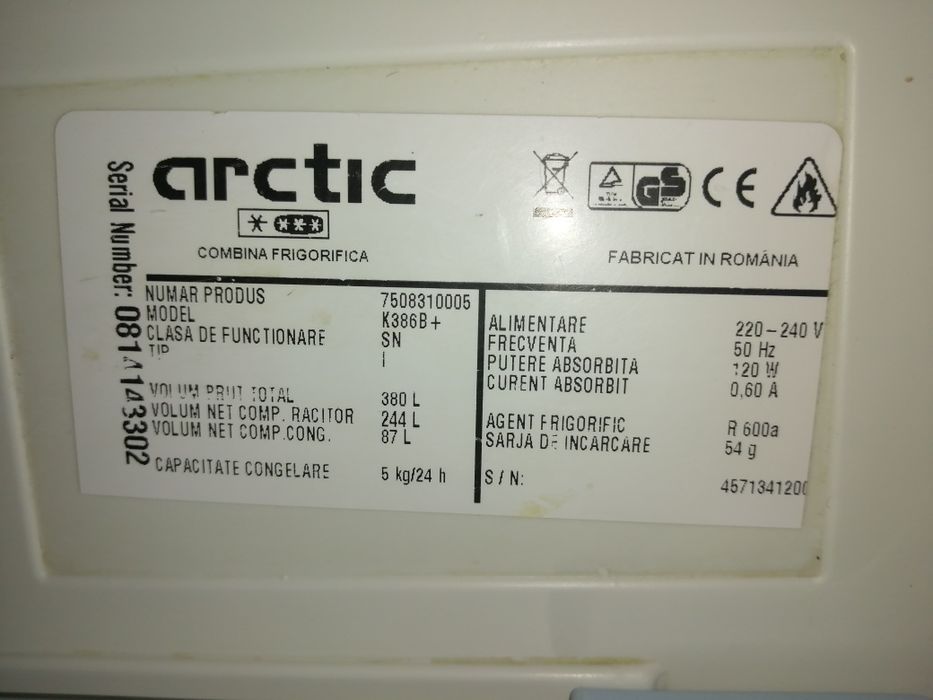 arctic
COMBINA FRIGORIFICA
GS
CE
FABRICAT IN ROMÂNIA
Serial Number: 0814143302
NUMAR PRODUS 7508310005
MODEL K386B+
CLASA DE FUNCTIONARE SN
TIP I
VOLUM BRUT TOTAL 380 L
VOLUM NET COMP. RACITOR 244 L
VOLUM NET COMP.CONG. 87 L
CAPACITATE CONGELARE 5 kg/24 h
ALIMENTARE 220-240 V
FRECVENTA 50 Hz
PUTERE ABSORBITA 120 W
CURENT ABSORBIT 0,60 A
AGENT FRIGORIFIC R 600a
SARJA DE INCARCARE 54 g
S / N: 457134120